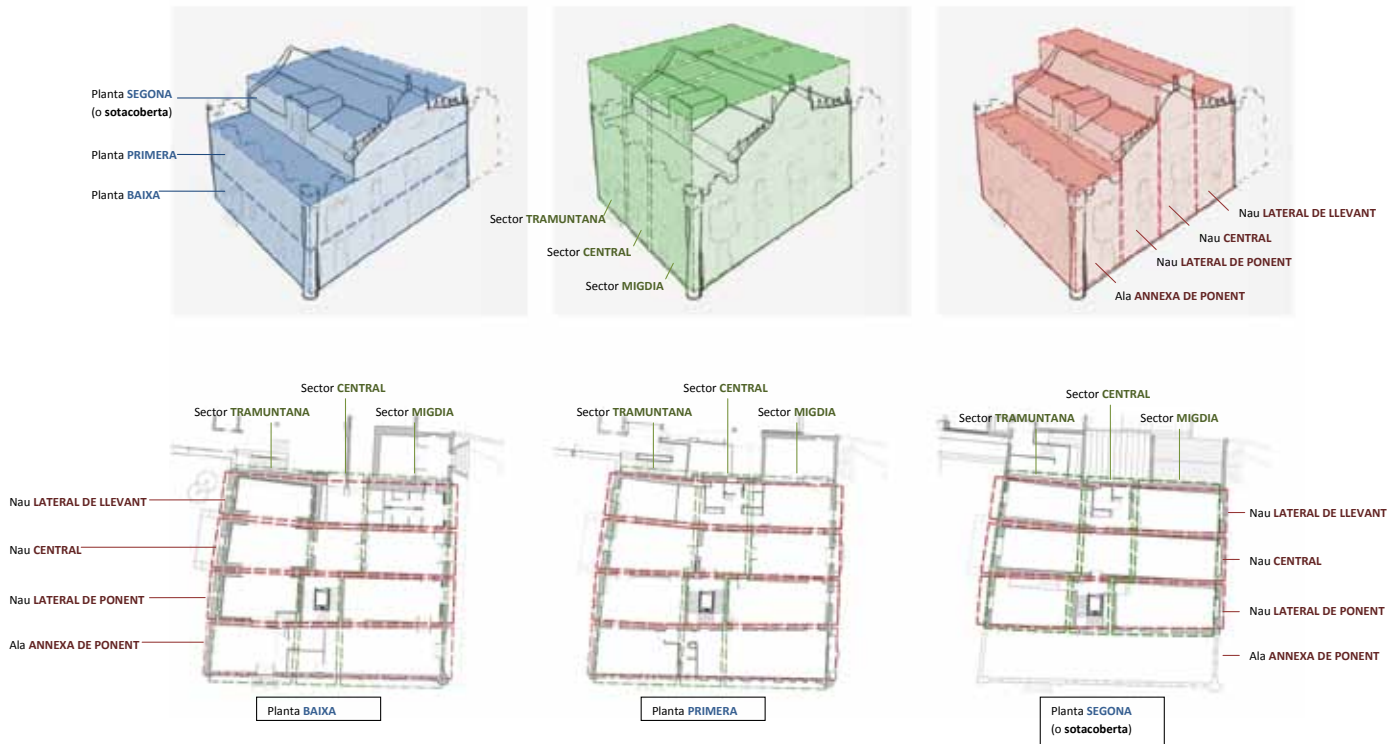 Planta SEGONA
(o sotacoberta)
Planta PRIMERA
Planta BAIXA
Sector TRAMUNTANA
Sector CENTRAL
Sector MIGDIA
Nau LATERAL DE LLEVANT
Nau CENTRAL
Nau LATERAL DE PONENT
Ala ANNEXA DE PONENT
Sector CENTRAL
Sector TRAMUNTANA
Sector MIGDIA
Nau LATERAL DE LLEVANT
Nau CENTRAL
Nau LATERAL DE PONENT
Ala ANNEXA DE PONENT
Planta BAIXA
Sector CENTRAL
Sector TRAMUNTANA
Sector MIGDIA
Planta PRIMERA
Sector CENTRAL
Sector TRAMUNTANA
Sector MIGDIA
Nau LATERAL DE LLEVANT
Nau CENTRAL
Nau LATERAL DE PONENT
Ala ANNEXA DE PONENT
Planta SEGONA
(o sotacoberta)